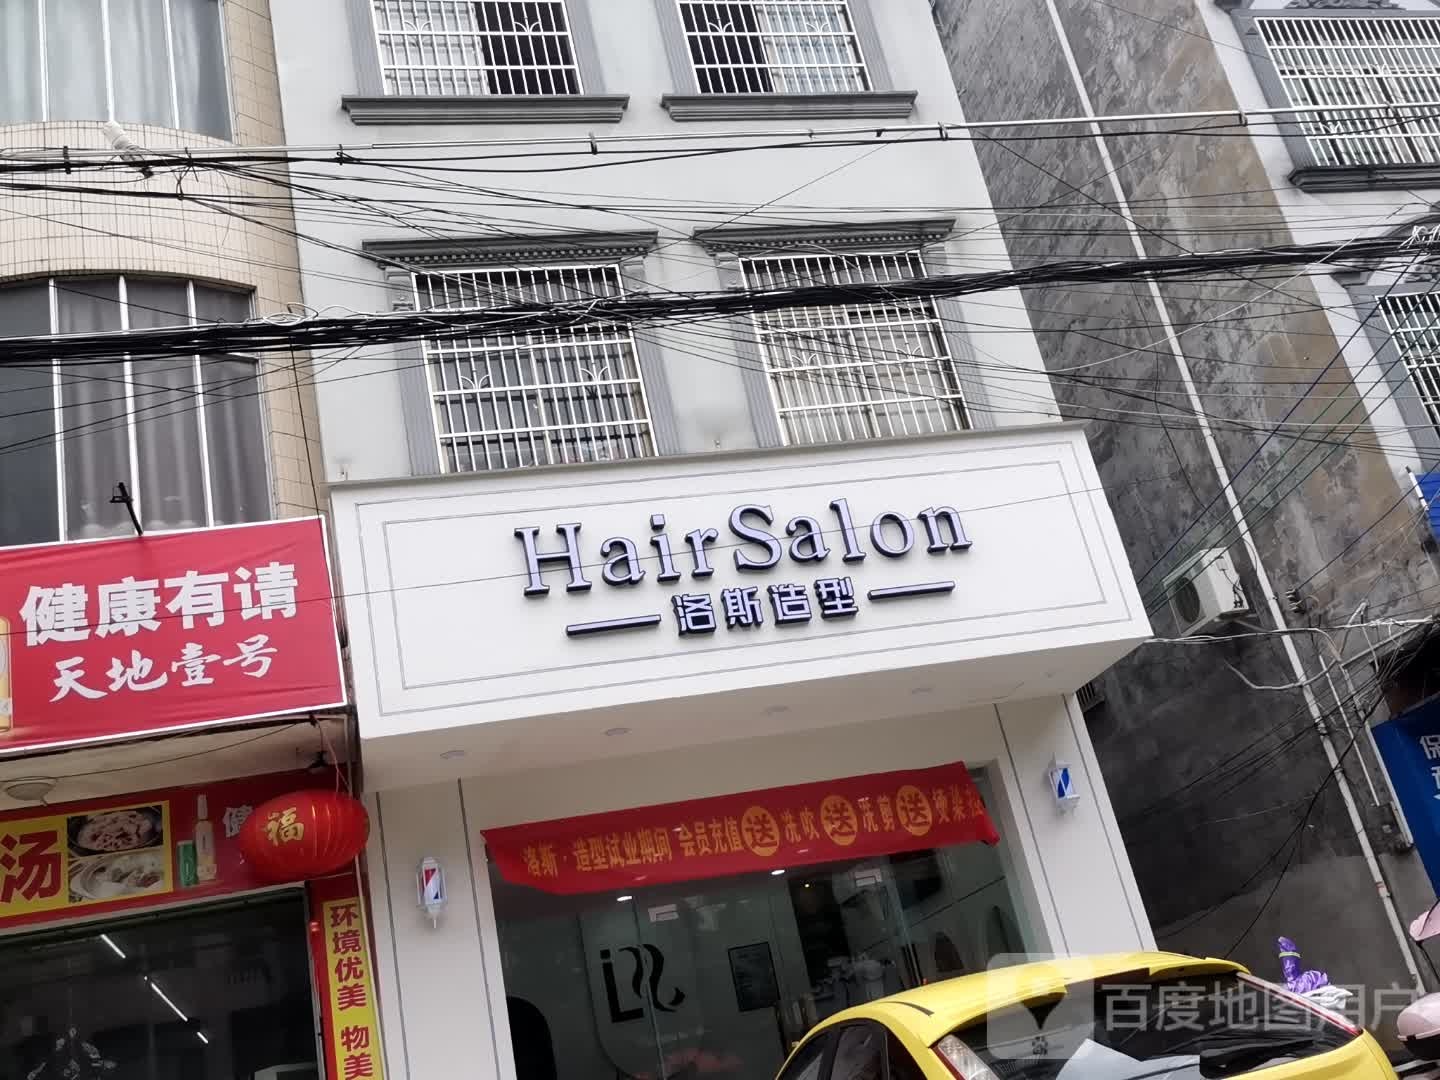 HairSalon
洛斯造型
健康有请
天地壹号
汤
健
福
洛斯·造型试业期间 会员充值送洗吹送洗剪送烫染
环境优美 物美
保
百度地图用户